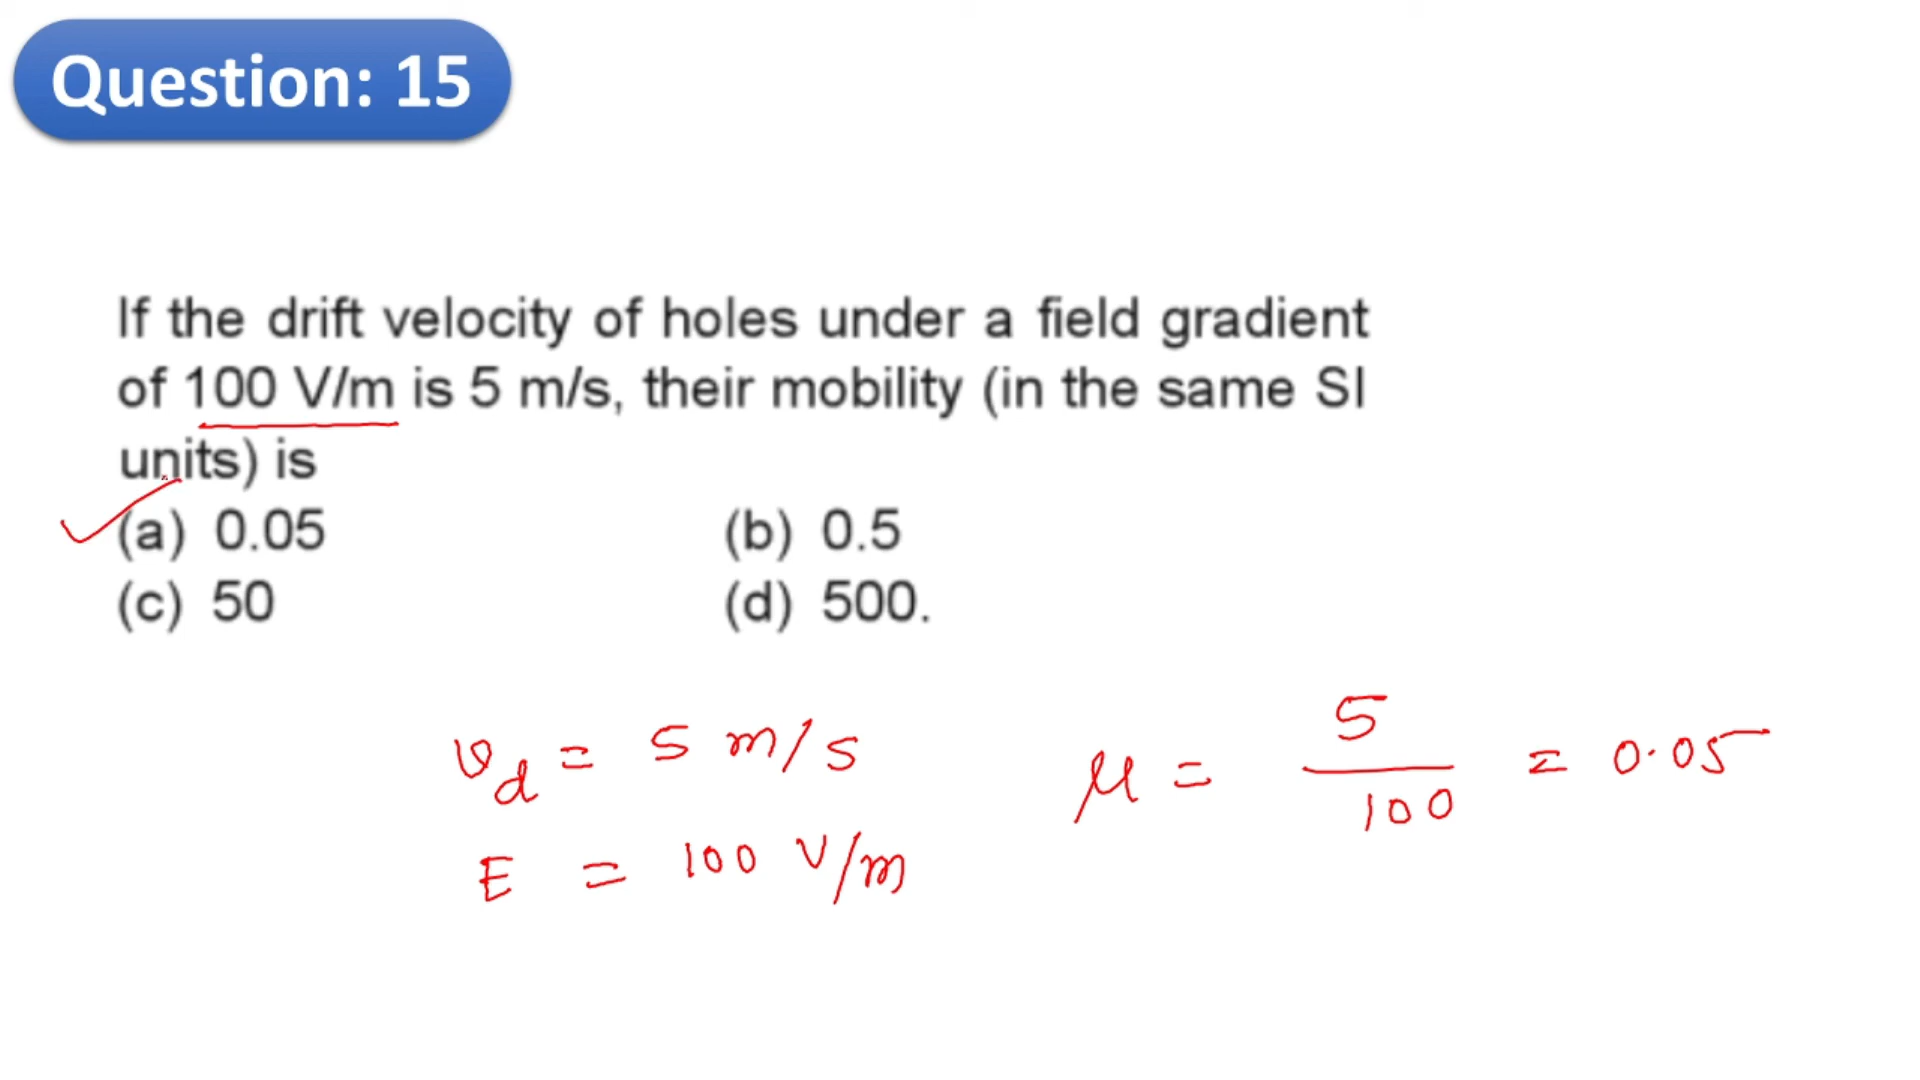 Question: 15
If the drift velocity of holes under a field gradient
of 100 V/m is 5 m/s, their mobility (in the same SI
units) is
(a) 0.05 (b) 0.5
(c) 50 (d) 500.
v_d = 5 m/s
E = 100 V/m
μ = 5/100 = 0.05